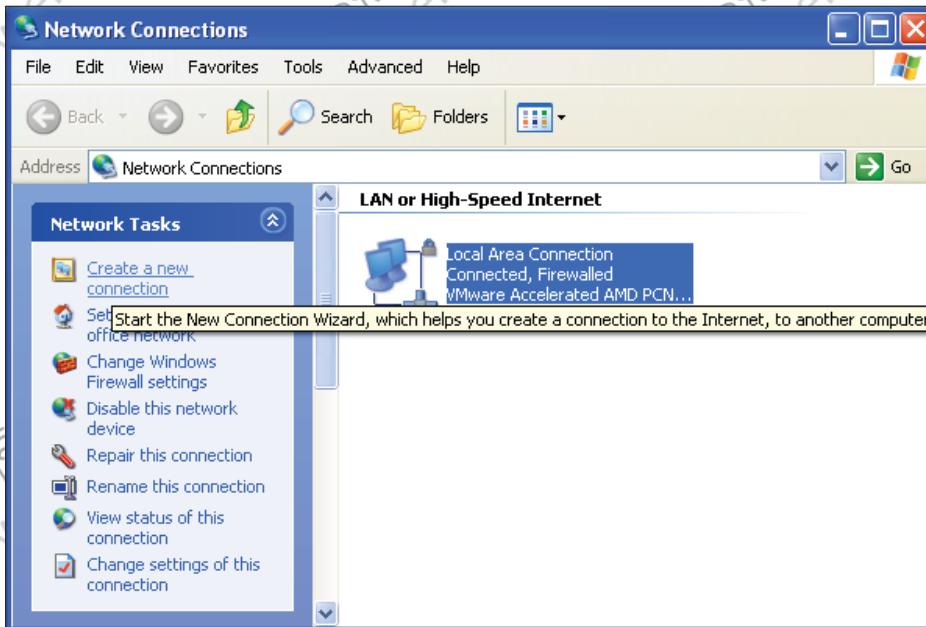 Network Connections
File Edit View Favorites Tools Advanced Help
Back Search Folders
Address Network Connections Go
Network Tasks
Create a new
connection
Set
office network
Change Windows
Firewall settings
Disable this network
device
Repair this connection
Rename this connection
View status of this
connection
Change settings of this
connection
LAN or High-Speed Internet
Local Area Connection
Connected, Firewalled
VMware Accelerated AMD PCN...
Start the New Connection Wizard, which helps you create a connection to the Internet, to another computer